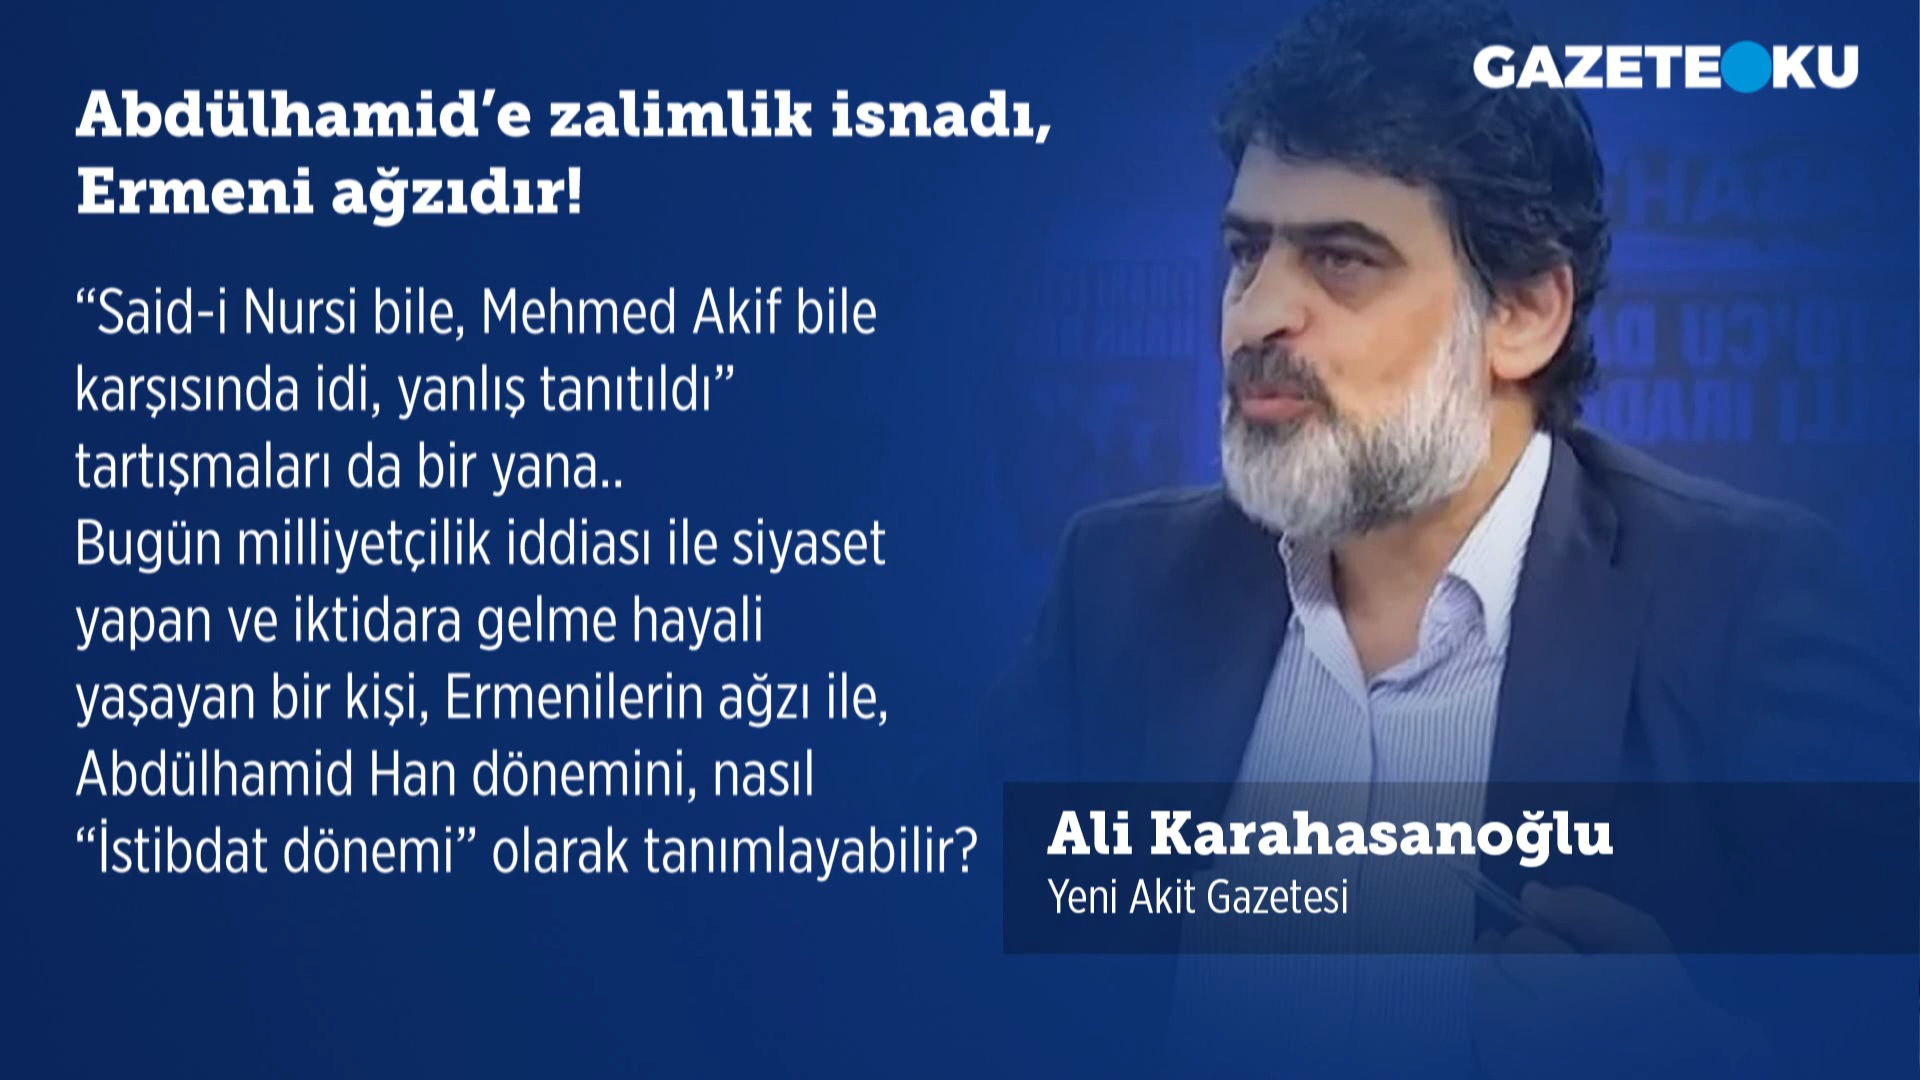 GAZETE KU
Abdülhamid’e zalimlik isnadı,
Ermeni ağzıdır!
“Said-i Nursi bile, Mehmed Akif bile
karşısında idi, yanlış tanıtıldı”
tartışmaları da bir yana..
Bugün milliyetçilik iddiası ile siyaset
yapan ve iktidara gelme hayali
yaşayan bir kişi, Ermenilerin ağzı ile,
Abdülhamid Han dönemini, nasıl
“İstibdat dönemi” olarak tanımlayabilir?
Ali Karahasanoğlu
Yeni Akit Gazetesi